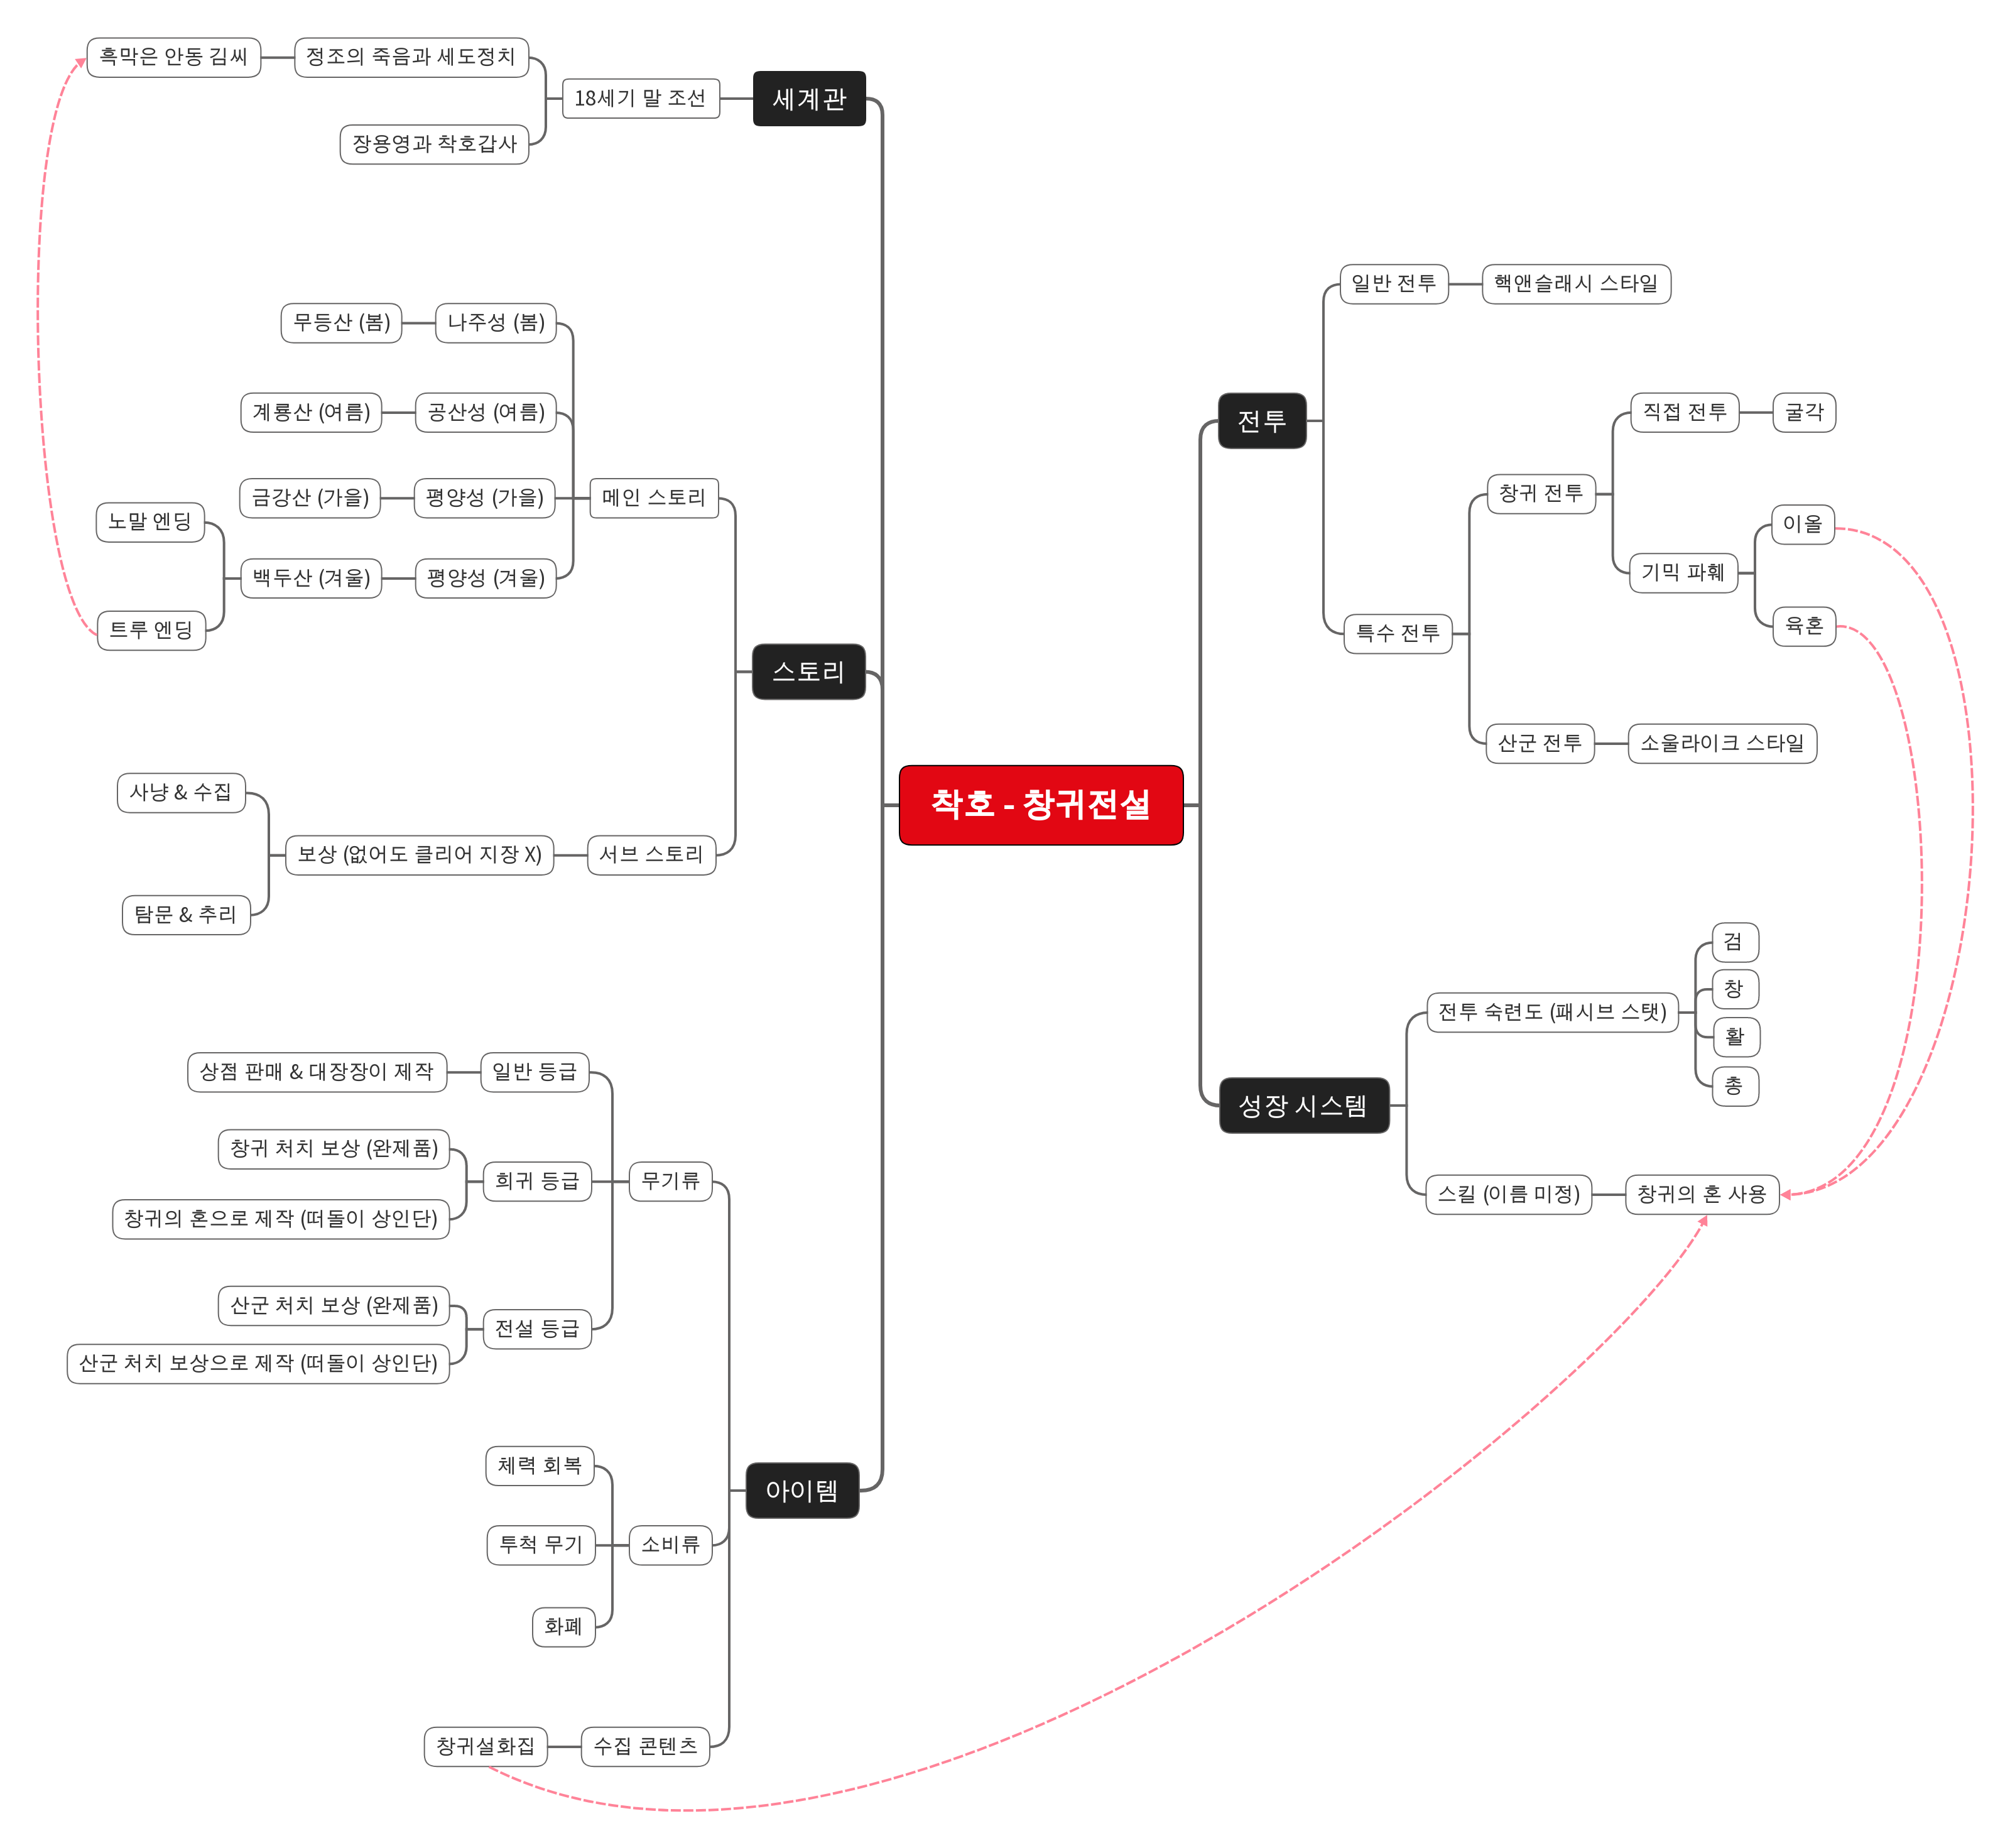 흑막은 안동 김씨
정조의 죽음과 세도정치
18세기 말 조선
세계관
장용영과 착호갑사
무등산 (봄)
나주성 (봄)
계룡산 (여름)
공산성 (여름)
금강산 (가을)
평양성 (가을)
메인 스토리
노말 엔딩
백두산 (겨울)
평양성 (겨울)
트루 엔딩
스토리
사냥 & 수집
보상 (없어도 클리어 지장 X)
서브 스토리
탐문 & 추리
착호 - 창귀전설
일반 전투
핵앤슬래시 스타일
전투
직접 전투
굴각
창귀 전투
이올
기믹 파훼
육혼
특수 전투
산군 전투
소울라이크 스타일
검
창
전투 숙련도 (패시브 스탯)
활
총
성장 시스템
스킬 (이름 미정)
창귀의 혼 사용
상점 판매 & 대장장이 제작
일반 등급
창귀 처치 보상 (완제품)
희귀 등급
무기류
창귀의 혼으로 제작 (떠돌이 상인단)
산군 처치 보상 (완제품)
전설 등급
산군 처치 보상으로 제작 (떠돌이 상인단)
체력 회복
아이템
투척 무기
소비류
화폐
창귀설화집
수집 콘텐츠